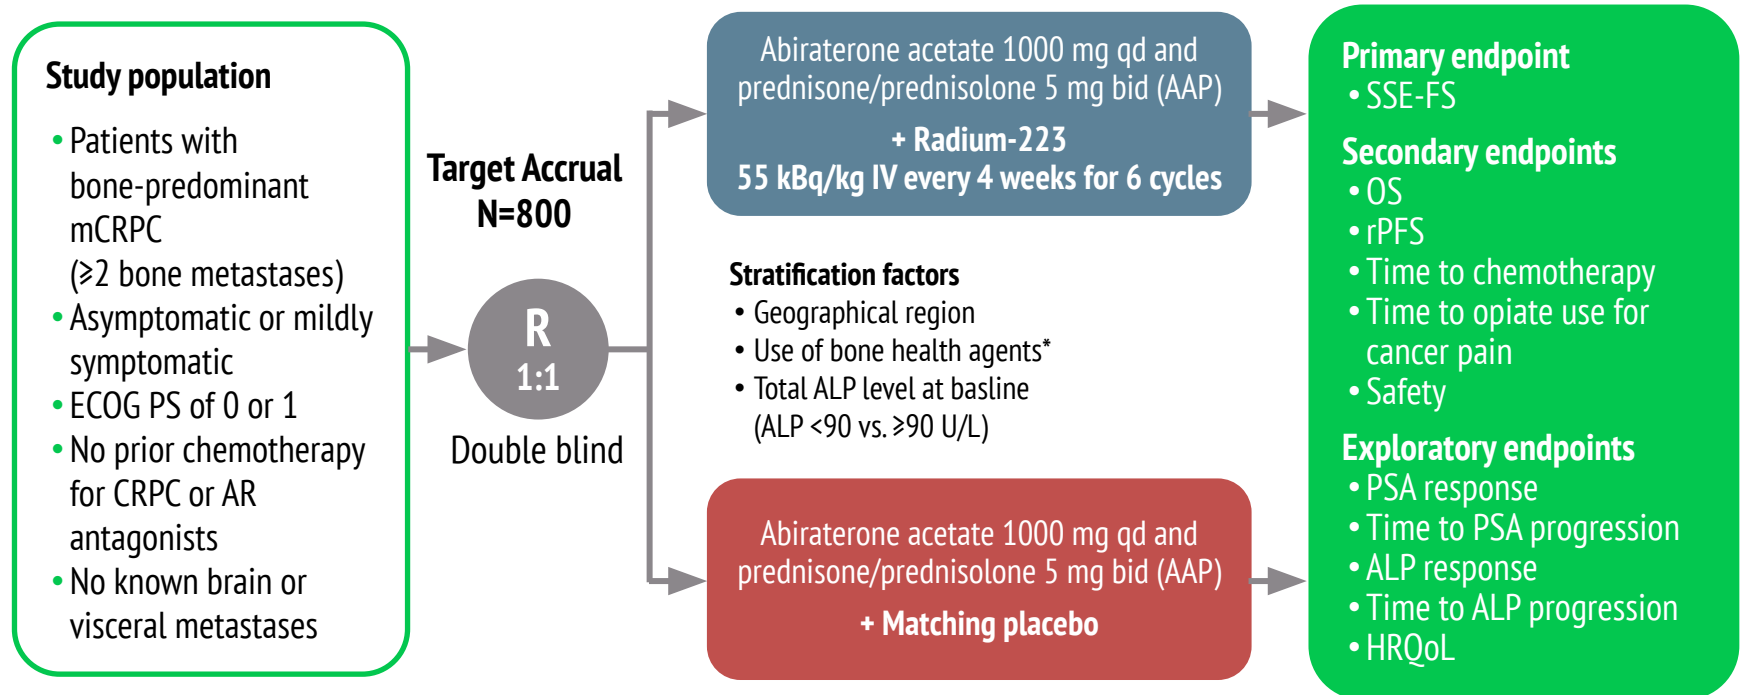 Study population
• Patients with
bone-predominant
mCRPC
(≥2 bone metastases)
• Asymptomatic or mildly
symptomatic
• ECOG PS of 0 or 1
• No prior chemotherapy
for CRPC or AR
antagonists
• No known brain or
visceral metastases
Target Accrual
N=800
R
1:1
Double blind
Abiraterone acetate 1000 mg qd and
prednisone/prednisolone 5 mg bid (AAP)
+ Radium-223
55 kBq/kg IV every 4 weeks for 6 cycles
Stratification factors
• Geographical region
• Use of bone health agents*
• Total ALP level at basline
(ALP <90 vs. ≥90 U/L)
Abiraterone acetate 1000 mg qd and
prednisone/prednisolone 5 mg bid (AAP)
+ Matching placebo
Primary endpoint
• SSE-FS
Secondary endpoints
• OS
• rPFS
• Time to chemotherapy
• Time to opiate use for
cancer pain
• Safety
Exploratory endpoints
• PSA response
• Time to PSA progression
• ALP response
• Time to ALP progression
• HRQoL